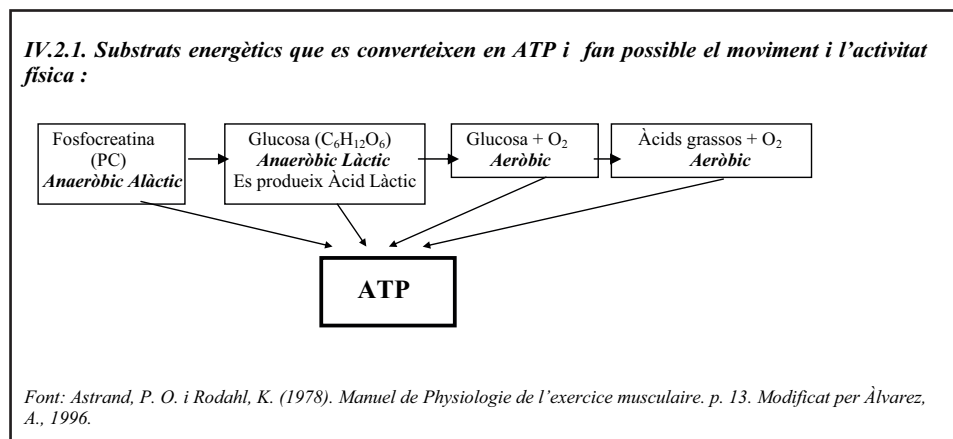 IV.2.1. Substrats energètics que es converteixen en ATP i fan possible el moviment i l’activitat
física :
Fosfocreatina
(PC)
Anaeròbic Alàctic
Glucosa (C₆H₁₂O₆)
Anaeròbic Làctic
Es produeix Àcid Làctic
Glucosa + O₂
Aeròbic
Àcids grassos + O₂
Aeròbic
ATP
Font: Astrand, P. O. i Rodahl, K. (1978). Manuel de Physiologie de l’exercice musculaire. p. 13. Modificat per Àlvarez,
A., 1996.